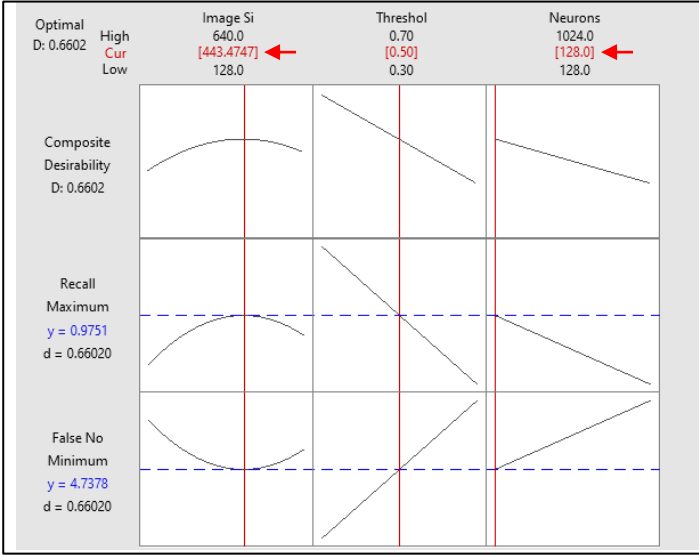 Optimal
D: 0.6602
High
Cur
Low
Image Si
640.0
[443.4747]
128.0
Threshol
0.70
[0.50]
0.30
Neurons
1024.0
[128.0]
128.0
Composite
Desirability
D: 0.6602
Recall
Maximum
y = 0.9751
d = 0.66020
False No
Minimum
y = 4.7378
d = 0.66020